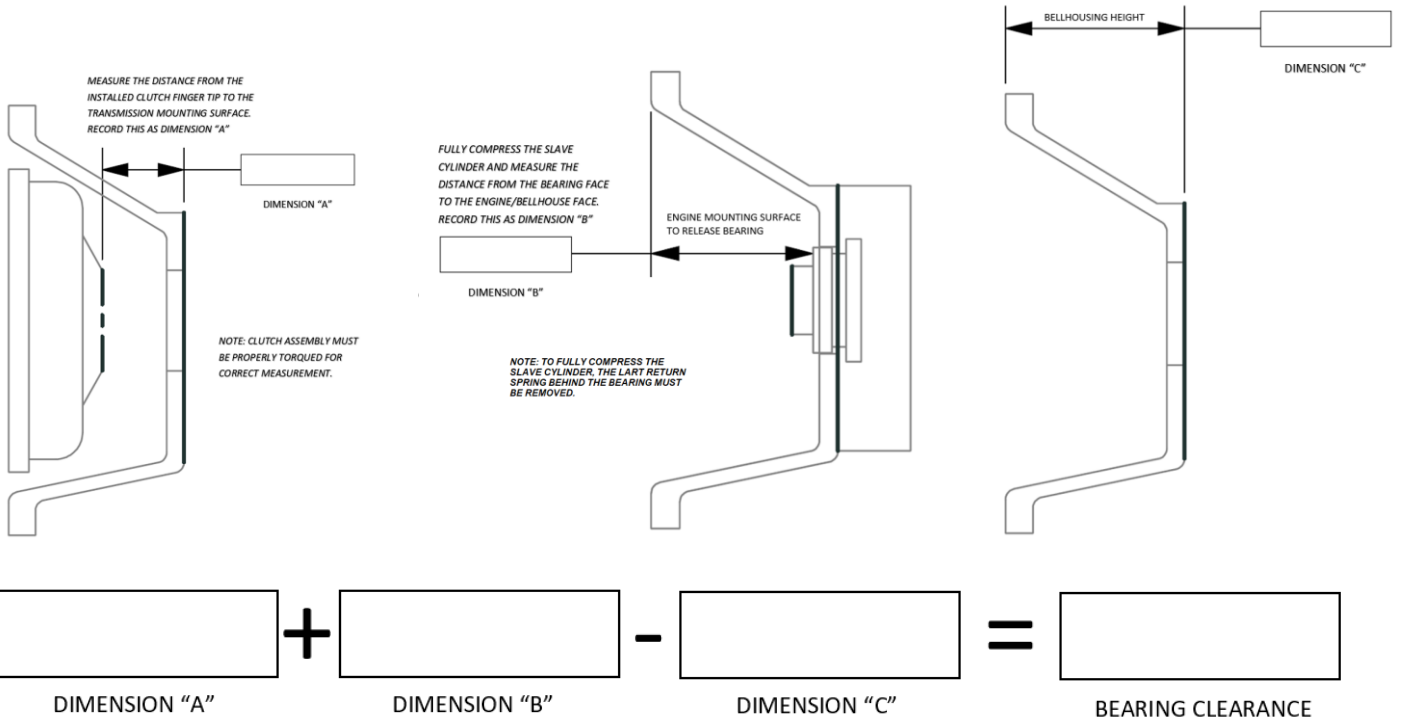 MEASURE THE DISTANCE FROM THE
INSTALLED CLUTCH FINGER TIP TO THE
TRANSMISSION MOUNTING SURFACE.
RECORD THIS AS DIMENSION “A”
DIMENSION “A”
NOTE: CLUTCH ASSEMBLY MUST
BE PROPERLY TORQUED FOR
CORRECT MEASUREMENT.
FULLY COMPRESS THE SLAVE
CYLINDER AND MEASURE THE
DISTANCE FROM THE BEARING FACE
TO THE ENGINE/BELLHOUSE FACE.
RECORD THIS AS DIMENSION “B”
DIMENSION “B”
ENGINE MOUNTING SURFACE
TO RELEASE BEARING
NOTE: TO FULLY COMPRESS THE
SLAVE CYLINDER, THE LART RETURN
SPRING BEHIND THE BEARING MUST
BE REMOVED.
BELLHOUSING HEIGHT
DIMENSION “C”
+ - =
DIMENSION “A” DIMENSION “B” DIMENSION “C” BEARING CLEARANCE